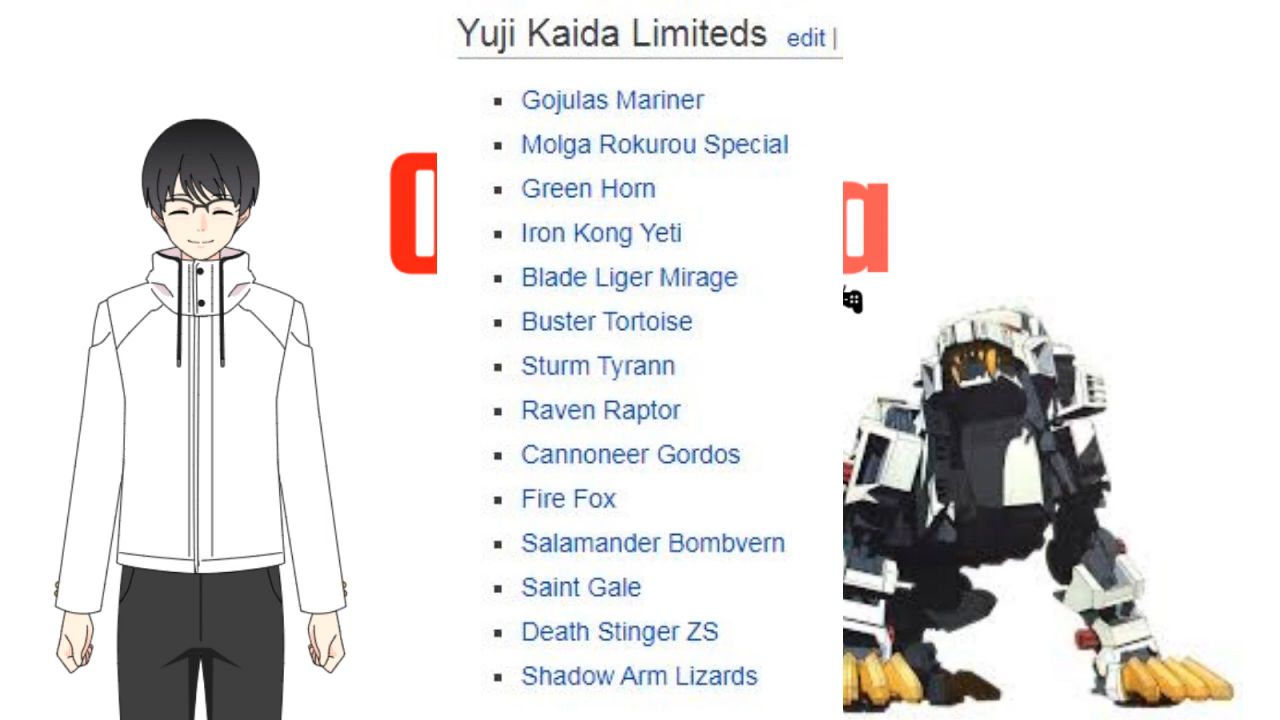 Yuji Kaida Limiteds edit |
Gojulas Mariner
Molga Rokurou Special
Green Horn
Iron Kong Yeti
Blade Liger Mirage
Buster Tortoise
Sturm Tyrann
Raven Raptor
Cannoneer Gordos
Fire Fox
Salamander Bombvern
Saint Gale
Death Stinger ZS
Shadow Arm Lizards